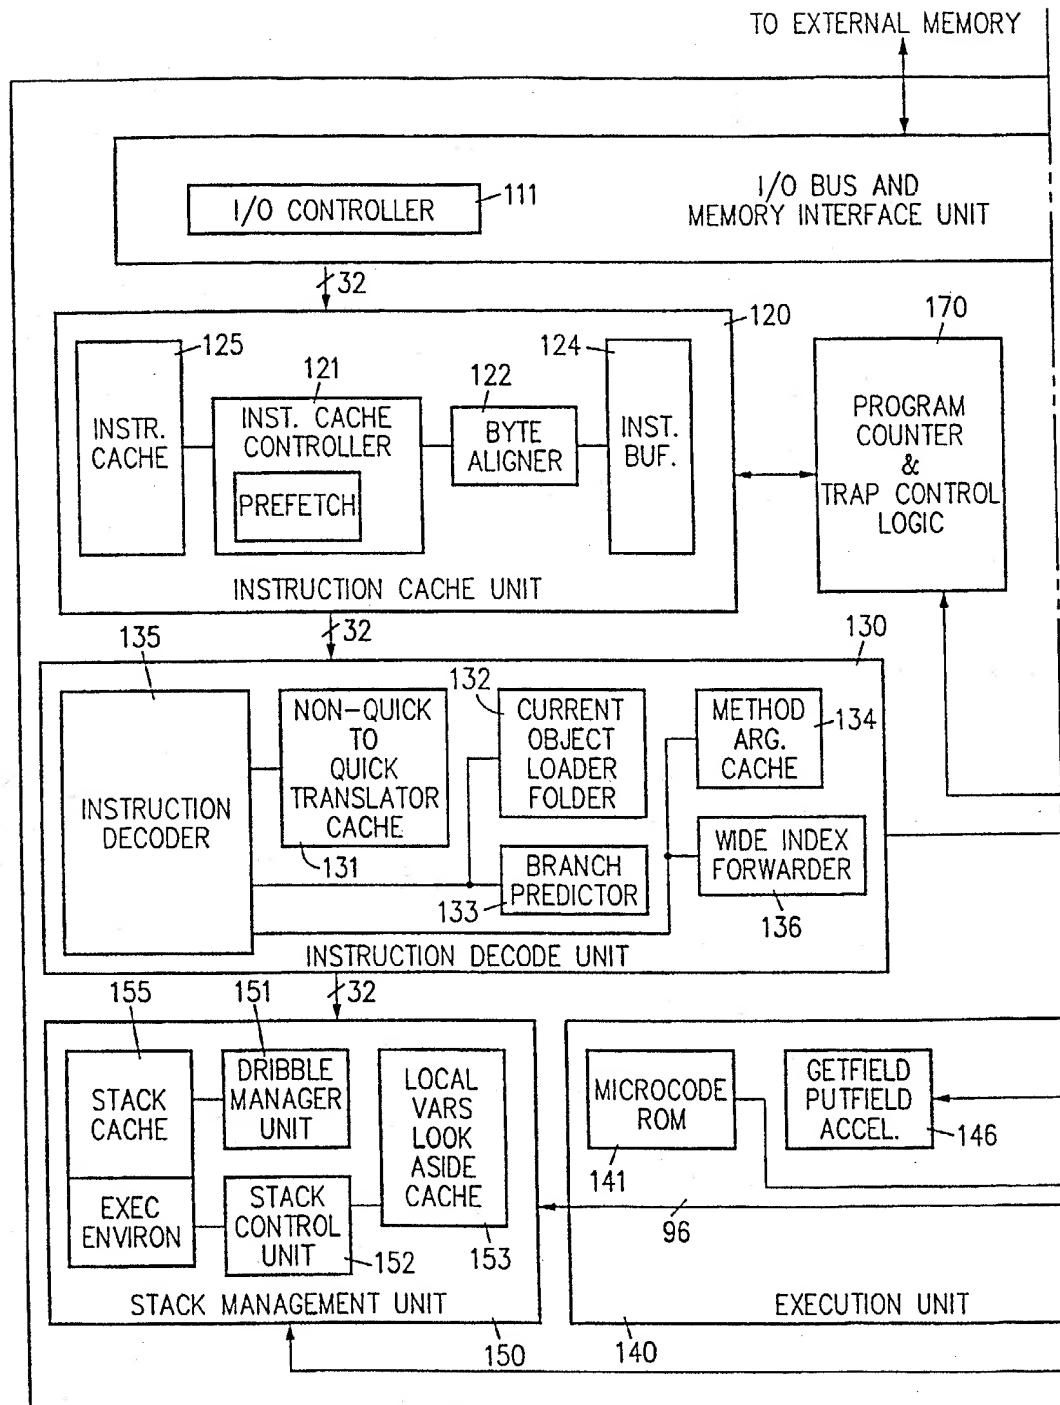 TO EXTERNAL MEMORY
I/O CONTROLLER
111
I/O BUS AND
MEMORY INTERFACE UNIT
32
120
170
125
INSTR.
CACHE
121
INST. CACHE
CONTROLLER
PREFETCH
122
BYTE
ALIGNER
124
INST.
BUF.
INSTRUCTION CACHE UNIT
PROGRAM
COUNTER
&
TRAP CONTROL
LOGIC
32
135
130
INSTRUCTION
DECODER
NON-QUICK
TO
QUICK
TRANSLATOR
CACHE
131
132
CURRENT
OBJECT
LOADER
FOLDER
METHOD
ARG.
CACHE
134
BRANCH
PREDICTOR
133
WIDE INDEX
FORWARDER
136
INSTRUCTION DECODE UNIT
32
155
151
STACK
CACHE
DRIBBLE
MANAGER
UNIT
LOCAL
VARS
LOOK
ASIDE
CACHE
153
EXEC
ENVIRON
STACK
CONTROL
UNIT
152
STACK MANAGEMENT UNIT
150
MICROCODE
ROM
141
GETFIELD
PUTFIELD
ACCEL.
146
96
EXECUTION UNIT
140